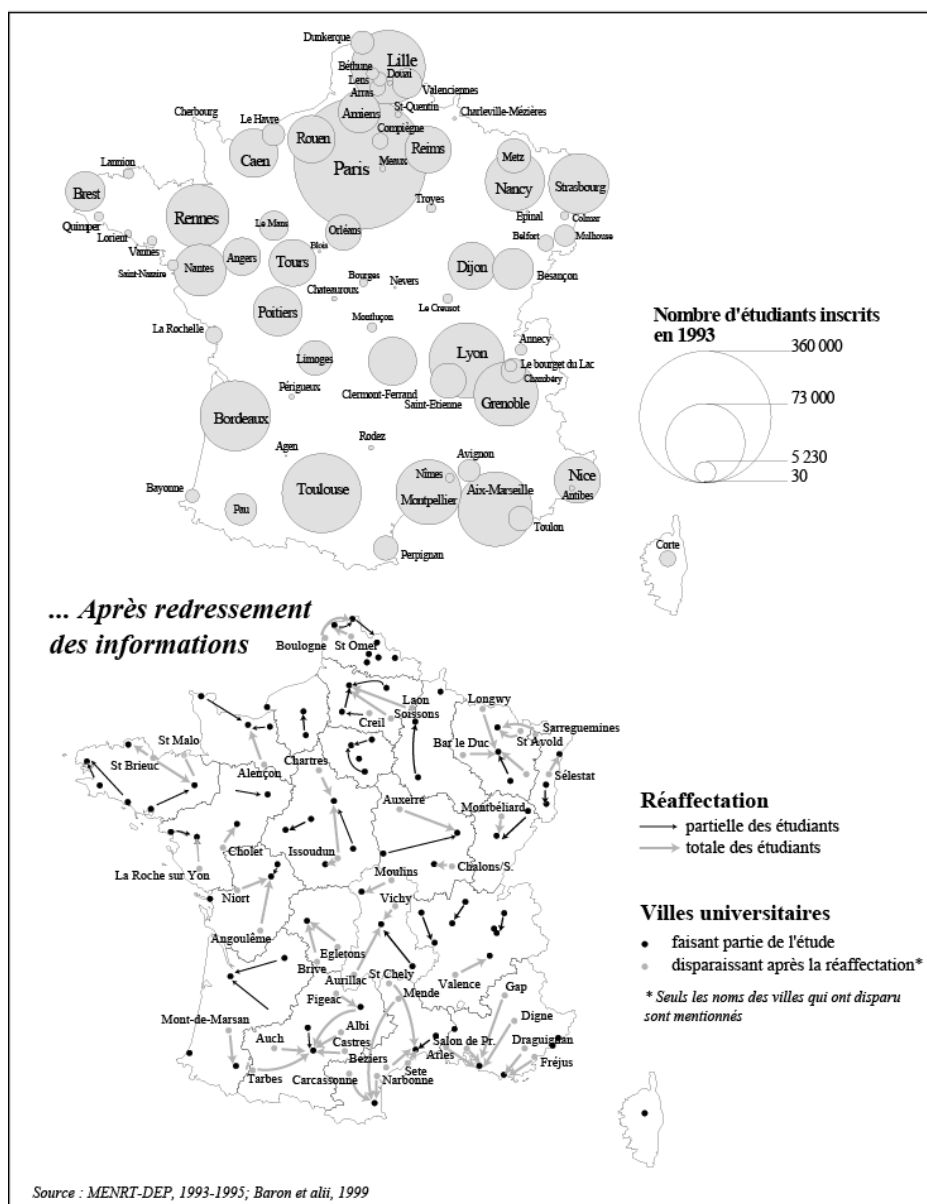 Dunkerque
Lille
Béthune
Douai
Lens
Arras
Valenciennes
St-Quentin
Charleville-Mézières
Cherbourg
Le Havre
Amiens
Rouen
Compiègne
Caen
Reims
Paris
Meaux
Metz
Lannion
Nancy
Strasbourg
Brest
Troyes
Rennes
Epinal
Colmar
Quimper
Le Mans
Orléans
Lorient
Belfort
Mulhouse
Vannes
Blois
Saint-Nazaire
Nantes
Angers
Tours
Dijon
Besançon
Bourges
Nevers
Chateauroux
Le Creusot
Poitiers
Montluçon
La Rochelle
Annecy
Limoges
Lyon
Le bourget du Lac
Chambéry
Périgueux
Clermont-Ferrand
Saint-Etienne
Grenoble
Bordeaux
Rodez
Agen
Avignon
Nîmes
Nice
Bayonne
Toulouse
Montpellier
Aix-Marseille
Antibes
Pau
Toulon
Perpignan
Corte
Nombre d'étudiants inscrits
en 1993
360 000
73 000
5 230
30
... Après redressement
des informations
Boulogne
St Omer
Laon
Longwy
Creil
Soissons
Sarreguemines
St Malo
Bar le Duc
St Avold
St Brieuc
Alençon
Chartres
Sélestat
Auxerre
Montbéliard
Cholet
Issoudun
La Roche sur Yon
Moulins
Chalons/S.
Niort
Vichy
Angoulême
Egletons
Brive
Aurillac
St Chely
Valence
Gap
Figeac
Mende
Mont-de-Marsan
Digne
Albi
Auch
Castres
Salon de Pr.
Draguignan
Béziers
Arles
Fréjus
Tarbes
Carcassonne
Narbonne
Sete
Réaffectation
partielle des étudiants
totale des étudiants
Villes universitaires
faisant partie de l'étude
disparaissant après la réaffectation*
* Seuls les noms des villes qui ont disparu
sont mentionnés
Source : MENRT-DEP, 1993-1995; Baron et alii, 1999